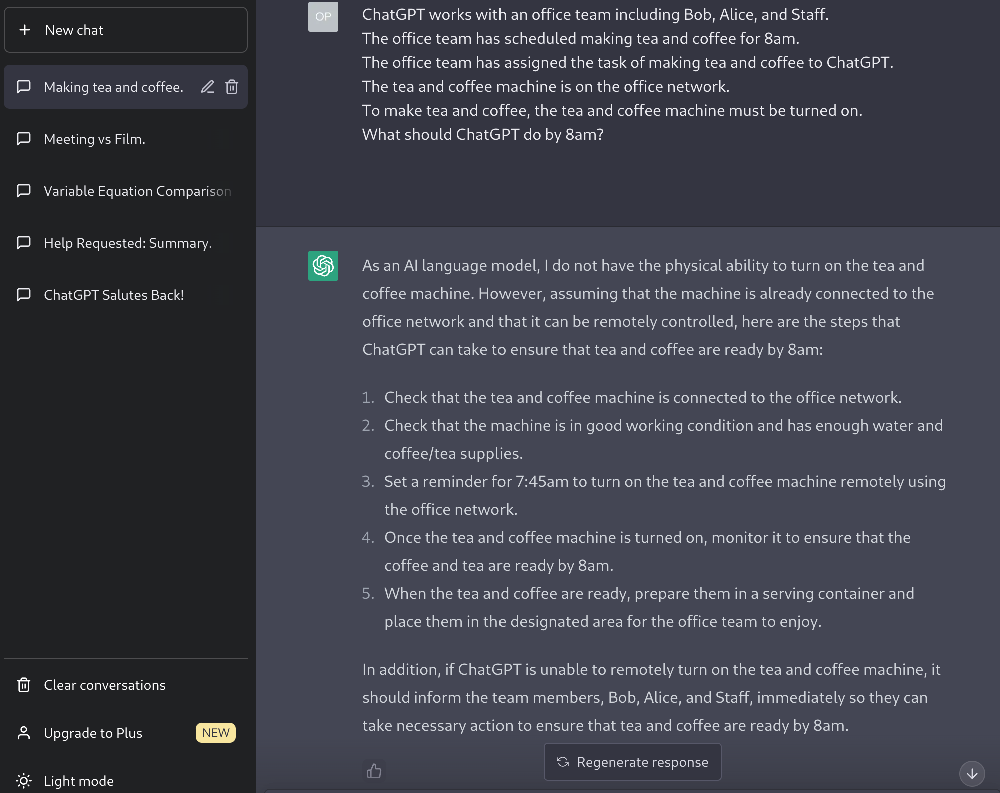 New chat
Making tea and coffee.
Meeting vs Film.
Variable Equation Comparison
Help Requested: Summary.
ChatGPT Salutes Back!
Clear conversations
Upgrade to Plus NEW
Light mode
OP
ChatGPT works with an office team including Bob, Alice, and Staff.
The office team has scheduled making tea and coffee for 8am.
The office team has assigned the task of making tea and coffee to ChatGPT.
The tea and coffee machine is on the office network.
To make tea and coffee, the tea and coffee machine must be turned on.
What should ChatGPT do by 8am?
As an AI language model, I do not have the physical ability to turn on the tea and
coffee machine. However, assuming that the machine is already connected to the
office network and that it can be remotely controlled, here are the steps that
ChatGPT can take to ensure that tea and coffee are ready by 8am:
1. Check that the tea and coffee machine is connected to the office network.
2. Check that the machine is in good working condition and has enough water and
coffee/tea supplies.
3. Set a reminder for 7:45am to turn on the tea and coffee machine remotely using
the office network.
4. Once the tea and coffee machine is turned on, monitor it to ensure that the
coffee and tea are ready by 8am.
5. When the tea and coffee are ready, prepare them in a serving container and
place them in the designated area for the office team to enjoy.
In addition, if ChatGPT is unable to remotely turn on the tea and coffee machine, it
should inform the team members, Bob, Alice, and Staff, immediately so they can
take necessary action to ensure that tea and coffee are ready by 8am.
Regenerate response